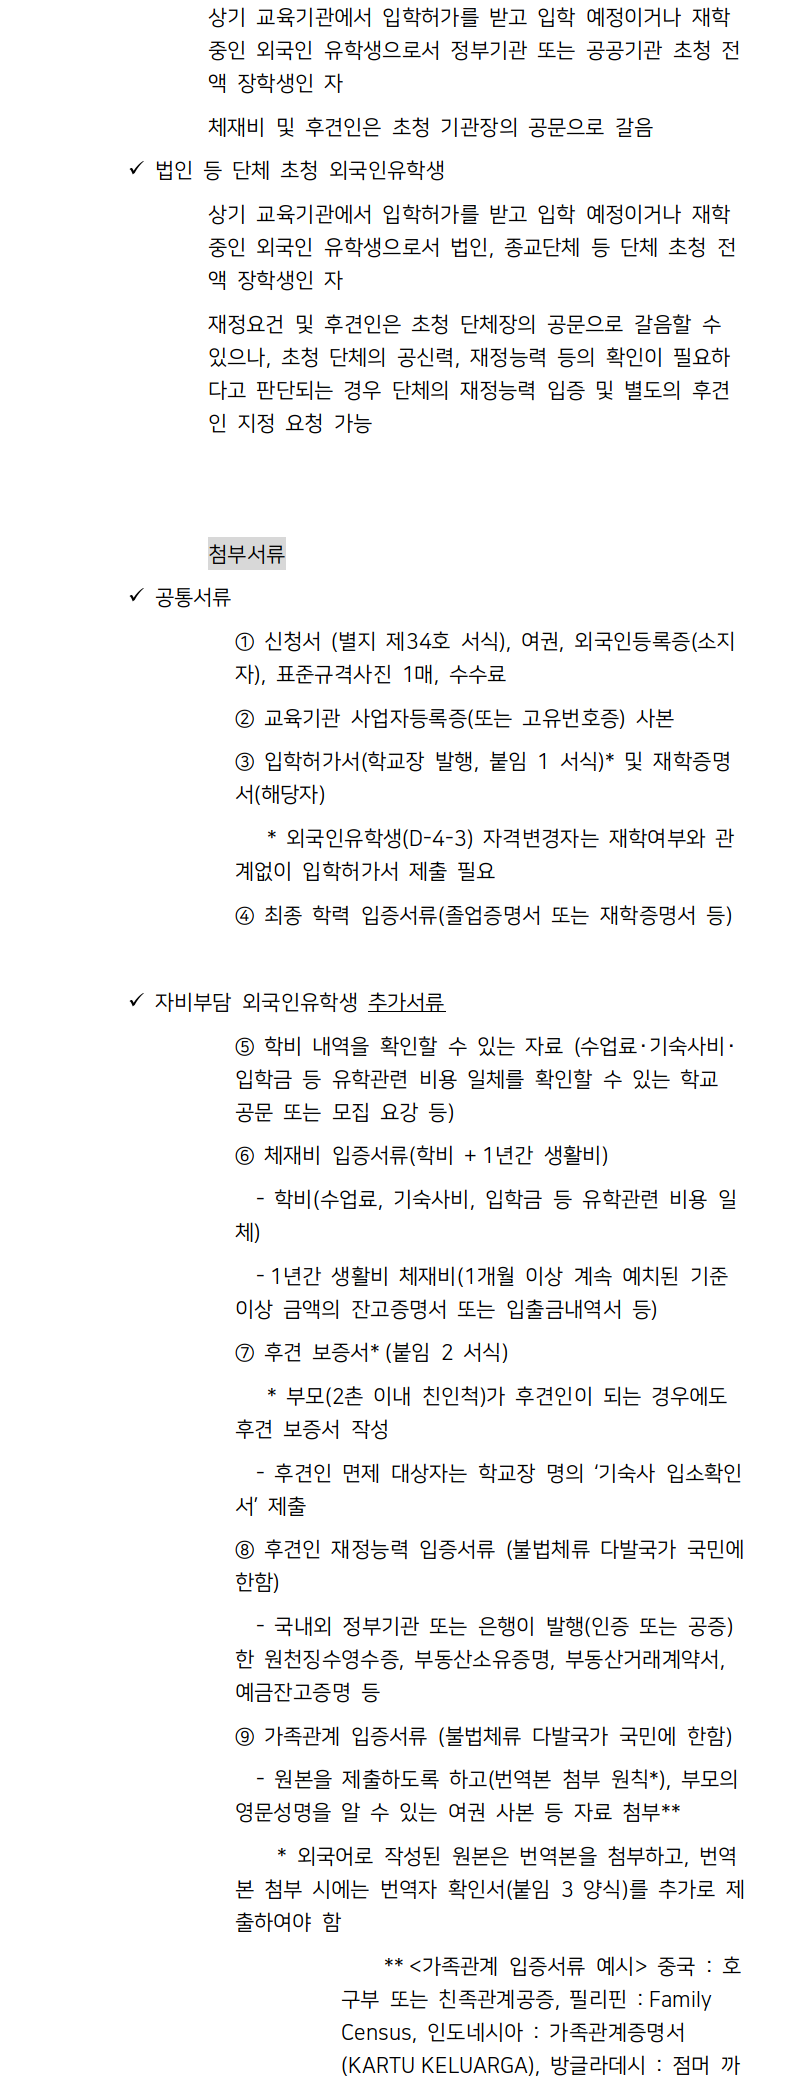 상기 교육기관에서 입학허가를 받고 입학 예정이거나 재학
중인 외국인 유학생으로서 정부기관 또는 공공기관 초청 전
액 장학생인 자
체재비 및 후견인은 초청 기관장의 공문으로 갈음
✓ 법인 등 단체 초청 외국인유학생
상기 교육기관에서 입학허가를 받고 입학 예정이거나 재학
중인 외국인 유학생으로서 법인, 종교단체 등 단체 초청 전
액 장학생인 자
재정요건 및 후견인은 초청 단체장의 공문으로 갈음할 수
있으나, 초청 단체의 공신력, 재정능력 등의 확인이 필요하
다고 판단되는 경우 단체의 재정능력 입증 및 별도의 후견
인 지정 요청 가능
첨부서류
✓ 공통서류
① 신청서 (별지 제34호 서식), 여권, 외국인등록증(소지
자), 표준규격사진 1매, 수수료
② 교육기관 사업자등록증(또는 고유번호증) 사본
③ 입학허가서(학교장 발행, 붙임 1 서식)* 및 재학증명
서(해당자)
* 외국인유학생(D-4-3) 자격변경자는 재학여부와 관
계없이 입학허가서 제출 필요
④ 최종 학력 입증서류(졸업증명서 또는 재학증명서 등)
✓ 자비부담 외국인유학생 추가서류
⑤ 학비 내역을 확인할 수 있는 자료 (수업료·기숙사비·
입학금 등 유학관련 비용 일체를 확인할 수 있는 학교
공문 또는 모집 요강 등)
⑥ 체재비 입증서류(학비 + 1년간 생활비)
- 학비(수업료, 기숙사비, 입학금 등 유학관련 비용 일
체)
- 1년간 생활비 체재비(1개월 이상 계속 예치된 기준
이상 금액의 잔고증명서 또는 입출금내역서 등)
⑦ 후견 보증서* (붙임 2 서식)
* 부모(2촌 이내 친인척)가 후견인이 되는 경우에도
후견 보증서 작성
- 후견인 면제 대상자는 학교장 명의 ‘기숙사 입소확인
서’ 제출
⑧ 후견인 재정능력 입증서류 (불법체류 다발국가 국민에
한함)
- 국내외 정부기관 또는 은행이 발행(인증 또는 공증)
한 원천징수영수증, 부동산소유증명, 부동산거래계약서,
예금잔고증명 등
⑨ 가족관계 입증서류 (불법체류 다발국가 국민에 한함)
- 원본을 제출하도록 하고(번역본 첨부 원칙*), 부모의
영문성명을 알 수 있는 여권 사본 등 자료 첨부**
* 외국어로 작성된 원본은 번역본을 첨부하고, 번역
본 첨부 시에는 번역자 확인서(붙임 3 양식)를 추가로 제
출하여야 함
** <가족관계 입증서류 예시> 중국 : 호
구부 또는 친족관계공증, 필리핀 : Family
Census, 인도네시아 : 가족관계증명서
(KARTU KELUARGA), 방글라데시 : 점머 까